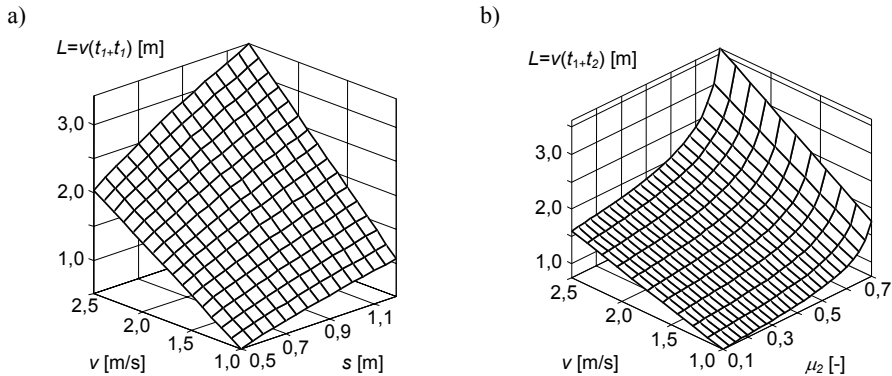 a)
L=v(t1+t1) [m]
3,0
2,0
1,0
2,5
2,0
1,5
1,0
0,5
0,7
0,9
1,1
v [m/s]
s [m]
b)
L=v(t1+t2) [m]
3,0
2,0
1,0
2,5
2,0
1,5
1,0
0,1
0,3
0,5
0,7
v [m/s]
μ2 [-]